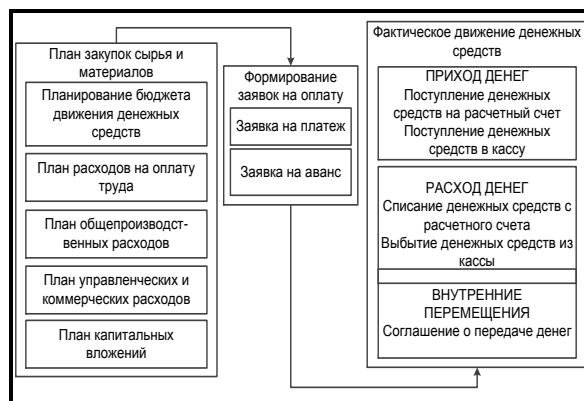 План закупок сырья и
материалов
Планирование бюджета
движения денежных
средств
План расходов на оплату
труда
План общепроизводст-
венных расходов
План управленческих и
коммерческих расходов
План капитальных
вложений
Формирование
заявок на оплату
Заявка на платеж
Заявка на аванс
Фактическое движение денежных
средств
ПРИХОД ДЕНЕГ
Поступление денежных
средств на расчетный счет
Поступление денежных
средств в кассу
РАСХОД ДЕНЕГ
Списание денежных средств с
расчетного счета
Выбытие денежных средств из
кассы
ВНУТРЕННИЕ
ПЕРЕМЕЩЕНИЯ
Соглашение о передаче денег